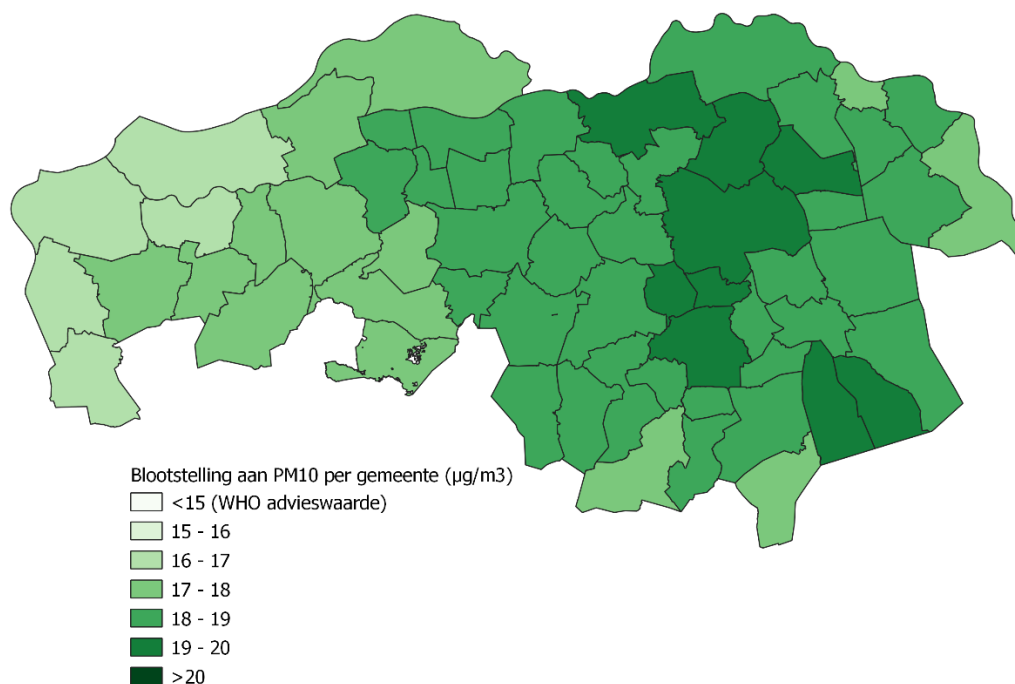 Blootstelling aan PM10 per gemeente (µg/m3)
<15 (WHO advieswaarde)
15 - 16
16 - 17
17 - 18
18 - 19
19 - 20
>20